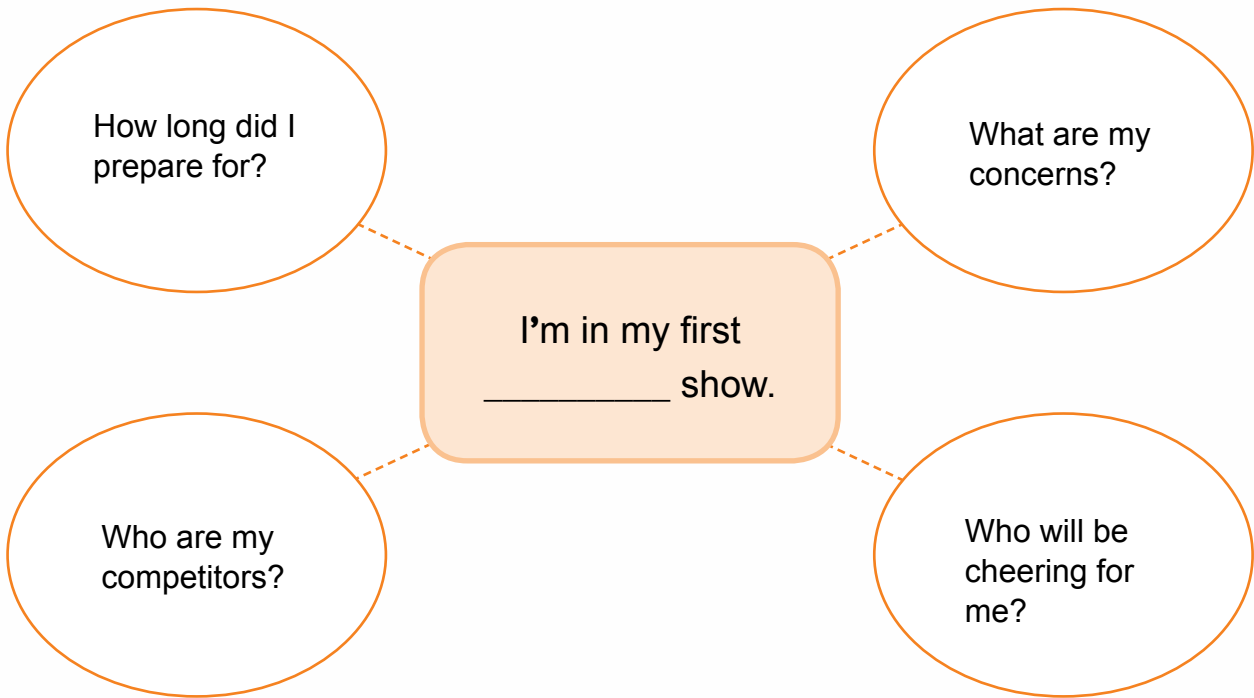 How long did I
prepare for?
What are my
concerns?
I'm in my first
__________ show.
Who are my
competitors?
Who will be
cheering for
me?